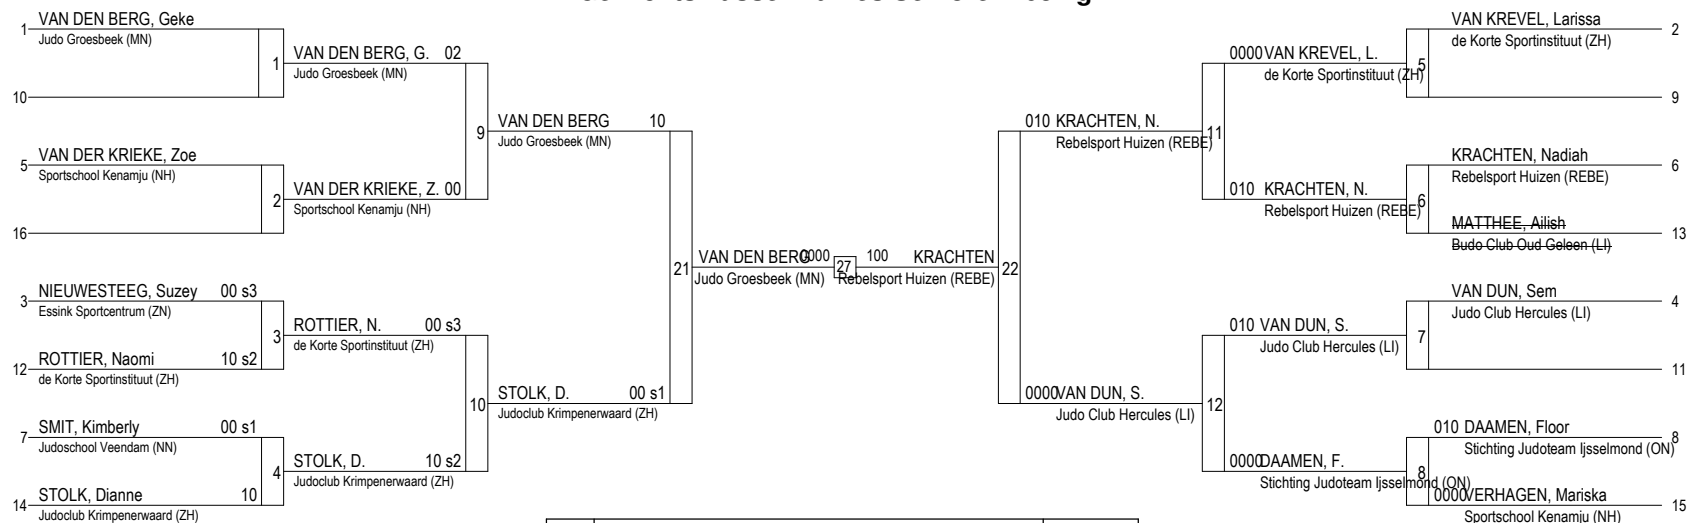 1 VAN DEN BERG, Geke
Judo Groesbeek (MN)
10
1
VAN DEN BERG, G. 02
Judo Groesbeek (MN)
5 VAN DER KRIEKE, Zoe
Sportschool Kenamju (NH)
16
2
VAN DER KRIEKE, Z. 00
Sportschool Kenamju (NH)
9
VAN DEN BERG 10
Judo Groesbeek (MN)
3 NIEUWESTEEG, Suzey 00 s3
Essink Sportcentrum (ZN)
12 ROTTIER, Naomi 10 s2
de Korte Sportinstituut (ZH)
3
ROTTIER, N. 00 s3
de Korte Sportinstituut (ZH)
7 SMIT, Kimberly 00 s1
Judoschool Veendam (NN)
14 STOLK, Dianne 10
Judoclub Krimpenerwaard (ZH)
4
STOLK, D. 10 s2
Judoclub Krimpenerwaard (ZH)
10
STOLK, D. 00 s1
Judoclub Krimpenerwaard (ZH)
21
VAN DEN BERG 0000
Judo Groesbeek (MN)
27
100 KRACHTEN
Rebelsport Huizen (REBE)
22
010 KRACHTEN, N.
Rebelsport Huizen (REBE)
11
0000 VAN KREVEL, L.
de Korte Sportinstituut (ZH)
5
VAN KREVEL, Larissa 2
de Korte Sportinstituut (ZH)
9
010 KRACHTEN, N.
Rebelsport Huizen (REBE)
6
KRACHTEN, Nadiah 6
Rebelsport Huizen (REBE)
MATTHEE, Ailish 13
Budo Club Oud Geleen (LI)
0000 VAN DUN, S.
Judo Club Hercules (LI)
12
010 VAN DUN, S.
Judo Club Hercules (LI)
7
VAN DUN, Sem 4
Judo Club Hercules (LI)
11
0000 DAAMEN, F.
Stichting Judoteam Ijsselmond (ON)
8
010 DAAMEN, Floor 8
Stichting Judoteam Ijsselmond (ON)
0000 VERHAGEN, Mariska 15
Sportschool Kenamju (NH)